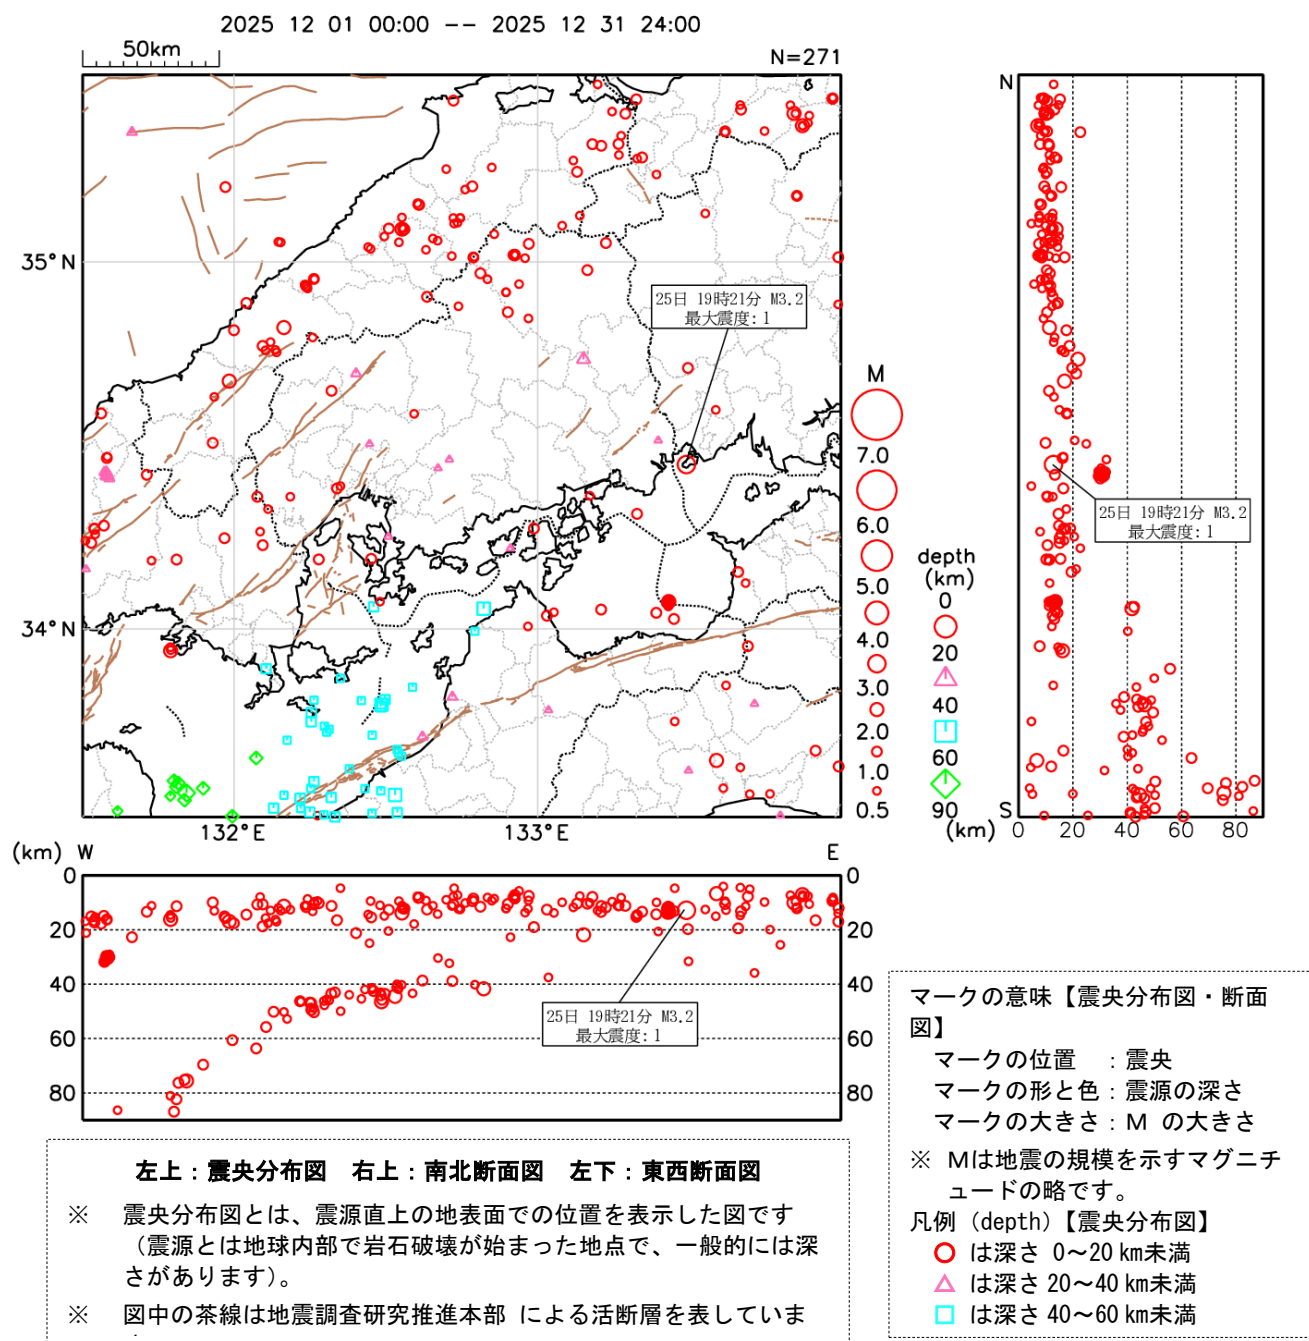 2025 12 01 00:00 -- 2025 12 31 24:00
50km
N=271
35°N
34°N
132°E
133°E
25日 19時21分 M3.2
最大震度:1
M
7.0
6.0
5.0
4.0
3.0
2.0
1.0
0.5
depth
(km)
0
20
40
60
90
N
S
25日 19時21分 M3.2
最大震度:1
0
20
40
60
80
(km)
(km)
W
E
0
20
40
60
80
0
20
40
60
80
25日 19時21分 M3.2
最大震度:1
左上:震央分布図 右上:南北断面図 左下:東西断面図
※ 震央分布図とは、震源直上の地表面での位置を表示した図です
(震源とは地球内部で岩石破壊が始まった地点で、一般的には深
さがあります)。
※ 図中の茶線は地震調査研究推進本部 による活断層を表していま
マークの意味【震央分布図・断面
図】
マークの位置 :震央
マークの形と色:震源の深さ
マークの大きさ:M の大きさ
※ Mは地震の規模を示すマグニチ
ュードの略です。
凡例(depth)【震央分布図】
は深さ 0~20km未満
は深さ 20~40km未満
は深さ 40~60km未満